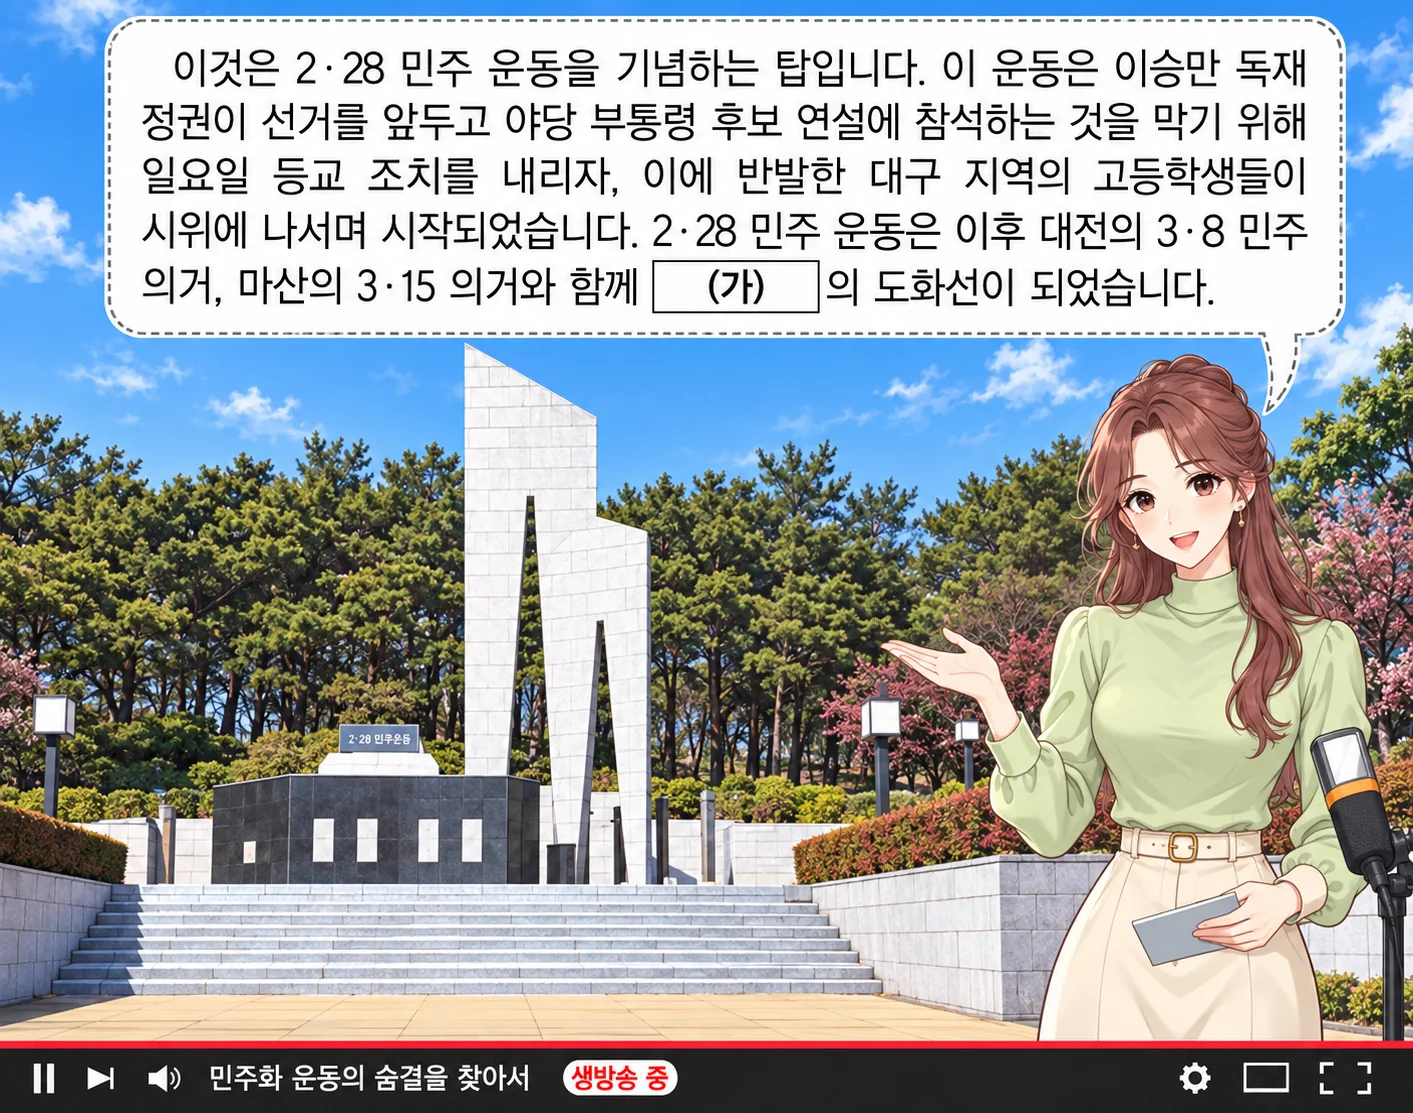 이것은 2·28 민주 운동을 기념하는 탑입니다. 이 운동은 이승만 독재
정권이 선거를 앞두고 야당 부통령 후보 연설에 참석하는 것을 막기 위해
일요일 등교 조치를 내리자, 이에 반발한 대구 지역의 고등학생들이
시위에 나서며 시작되었습니다. 2·28 민주 운동은 이후 대전의 3·8 민주
의거, 마산의 3·15 의거와 함께 (가) 의 도화선이 되었습니다.
2·28 민주운동
민주화 운동의 숨결을 찾아서 생방송 중